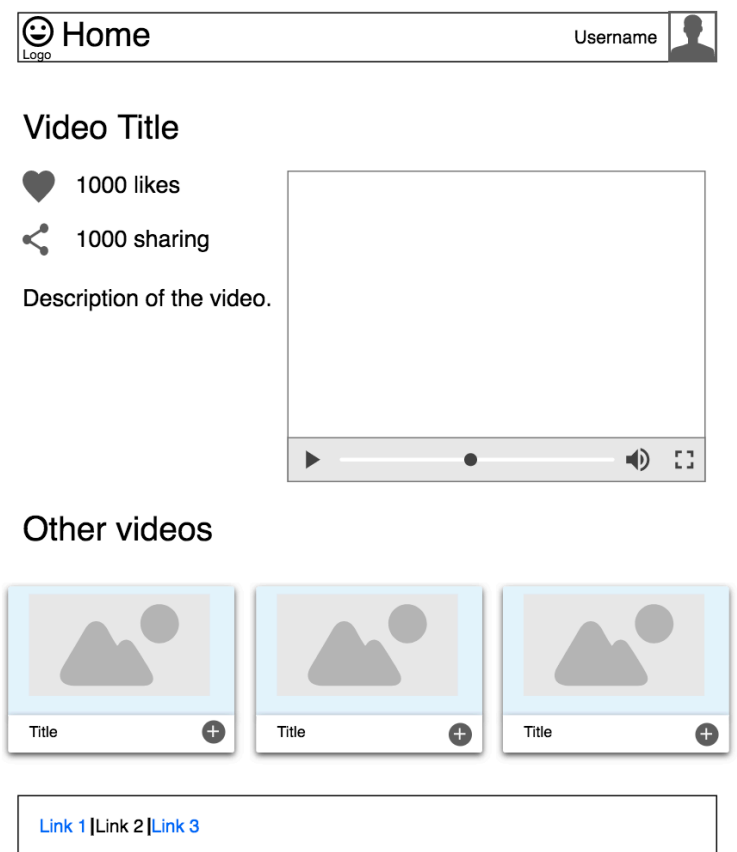 Home
Logo
Username
Video Title
1000 likes
1000 sharing
Description of the video.
Other videos
Title
Title
Title
Link 1|Link 2|Link 3